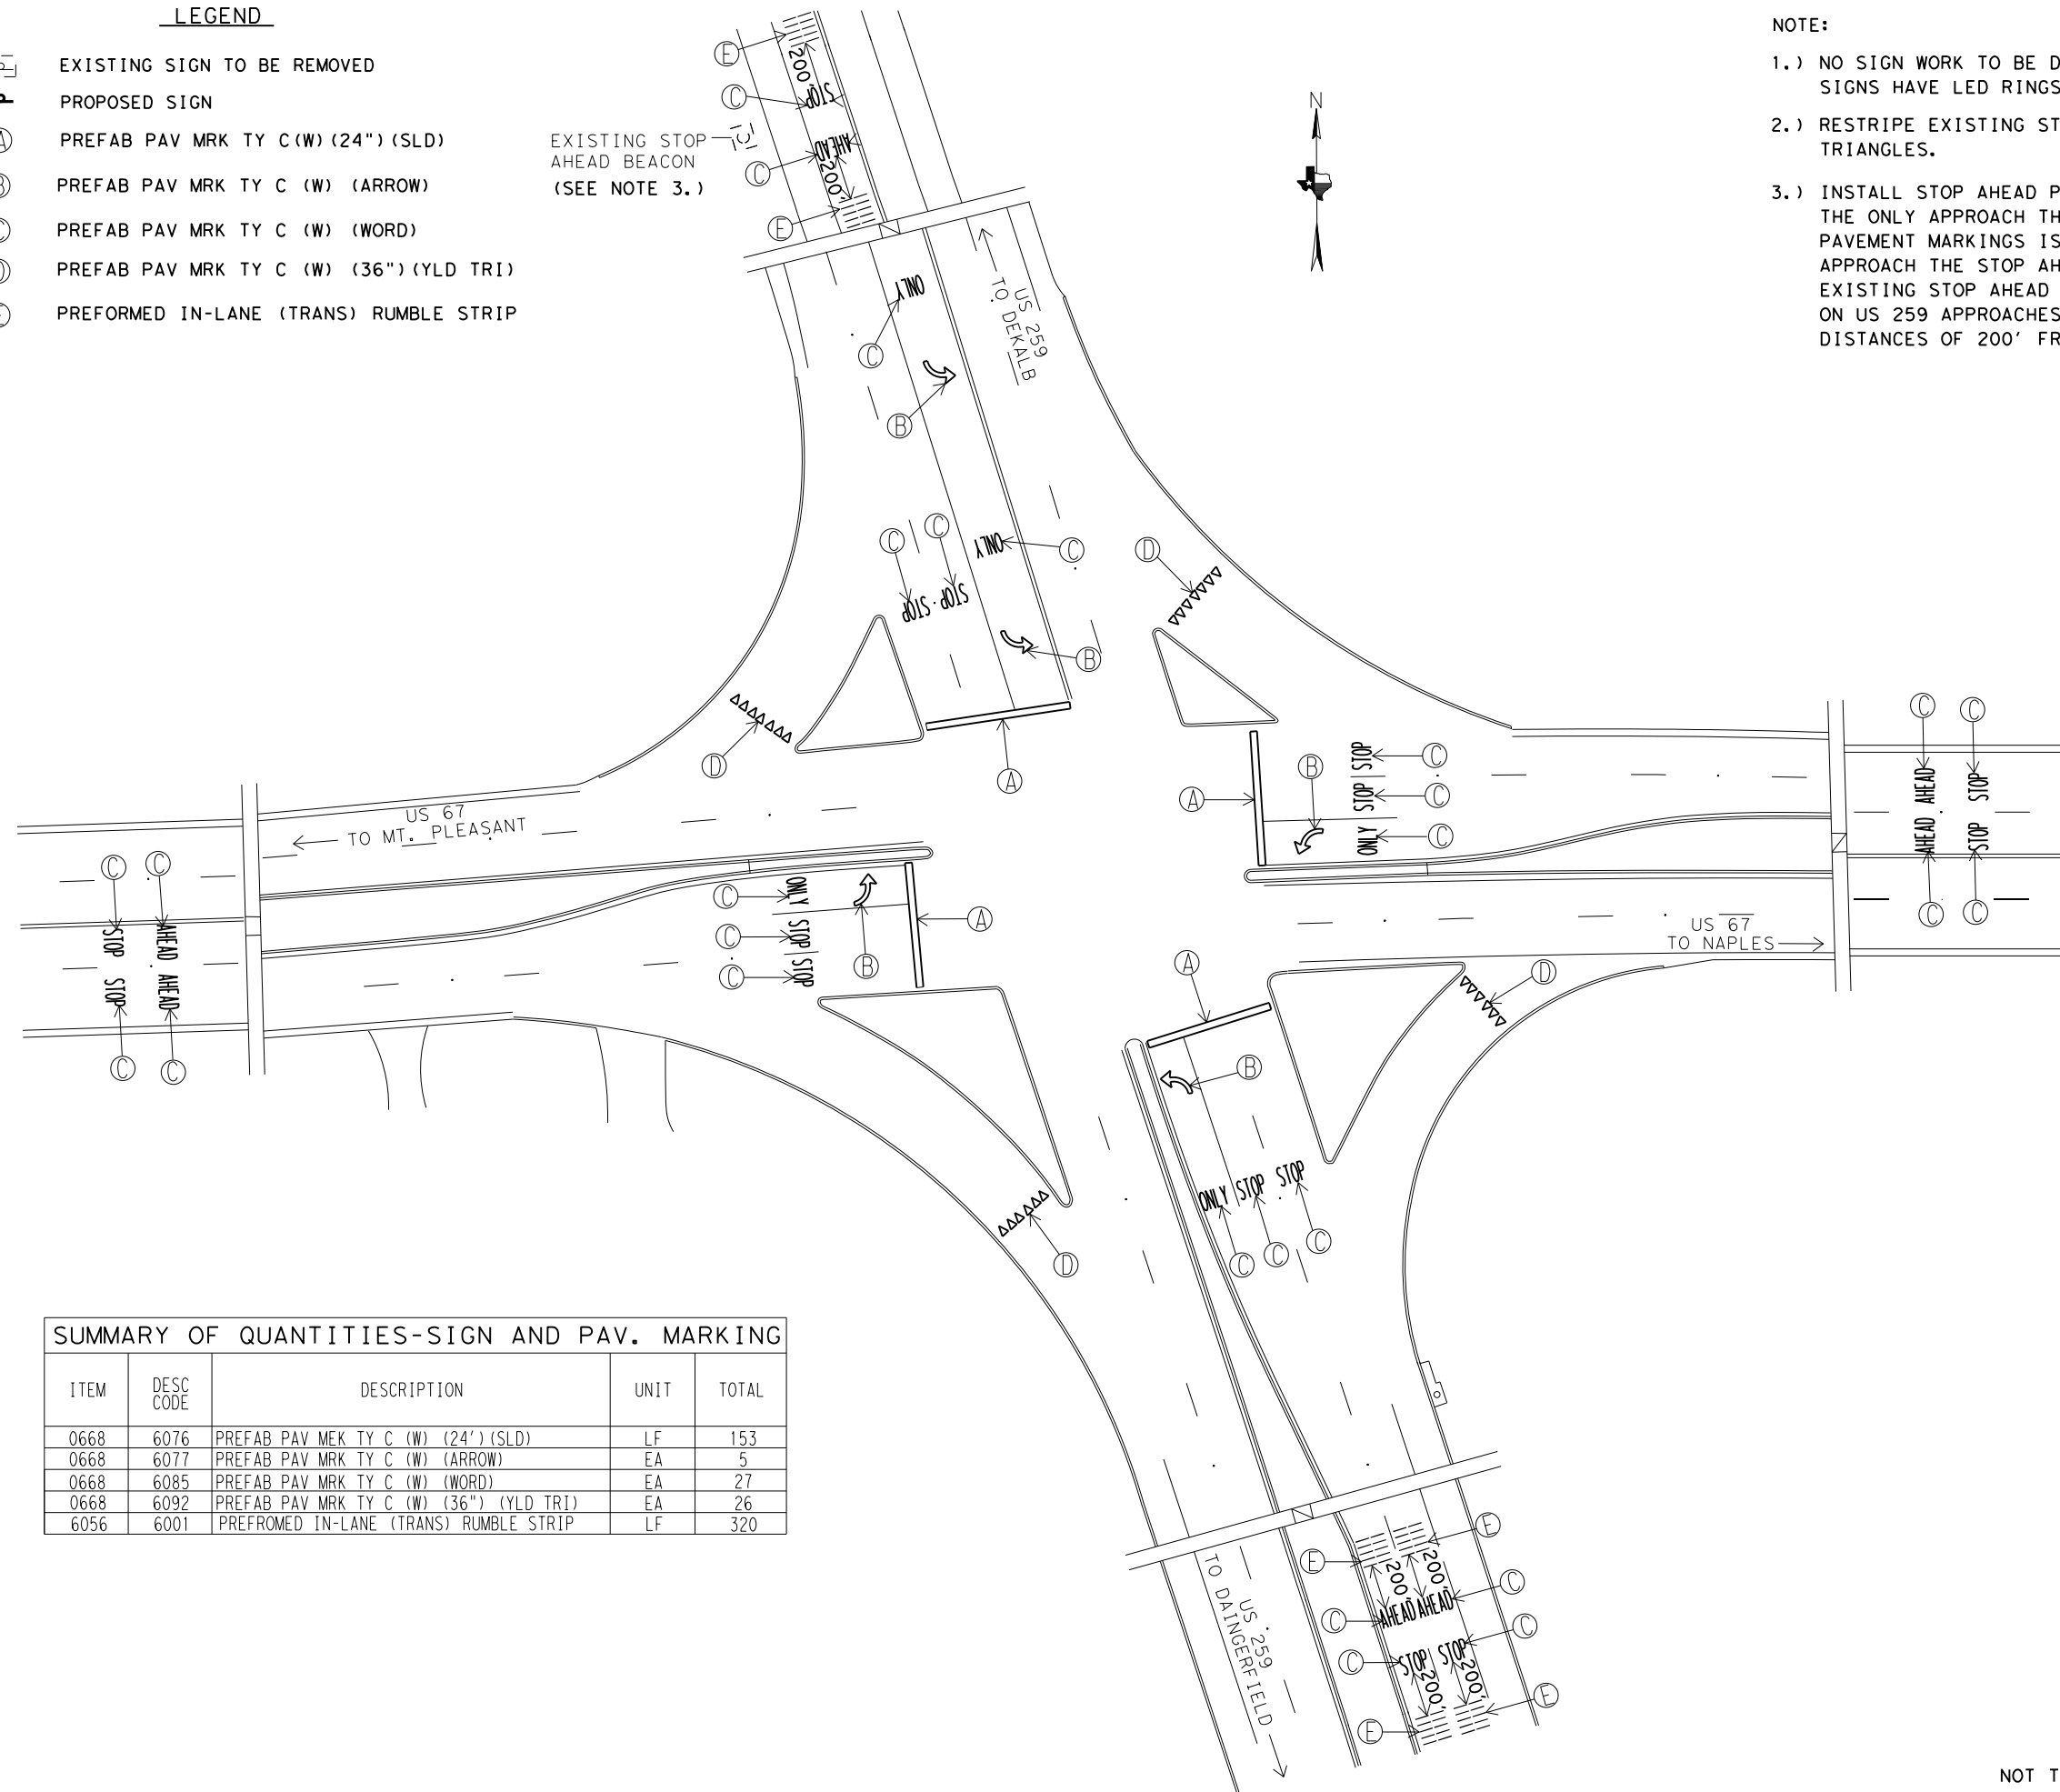 LEGEND
EXISTING SIGN TO BE REMOVED
PROPOSED SIGN
PREFAB PAV MRK TY C(W)(24")(SLD)
PREFAB PAV MRK TY C (W) (ARROW)
PREFAB PAV MRK TY C (W) (WORD)
PREFAB PAV MRK TY C (W) (36")(YLD TRI)
PREFORMED IN-LANE (TRANS) RUMBLE STRIP
NOTE:
1.) NO SIGN WORK TO BE D
SIGNS HAVE LED RINGS
2.) RESTRIPE EXISTING ST
TRIANGLES.
3.) INSTALL STOP AHEAD P
THE ONLY APPROACH TH
PAVEMENT MARKINGS IS
APPROACH THE STOP AH
EXISTING STOP AHEAD
ON US 259 APPROACHES
DISTANCES OF 200' FR
N
E
200'
C
STOP
EXISTING STOP
AHEAD BEACON
(SEE NOTE 3.)
C
AHEAD
200'
E
ONLY
C
US 259
TO DEKALB
B
C
C
ONLY
C
STOP
STOP
B
D
D
A
US 67
TO MT. PLEASANT
A
B
STOP
C
STOP
C
ONLY
C
C
C
AHEAD AHEAD
STOP STOP
C
C
C
C
STOP STOP
AHEAD AHEAD
C
C
C
ONLY
C
STOP
C
STOP
B
A
US 67
TO NAPLES
A
D
B
ONLY STOP STOP
C
C
C
D
SUMMARY OF QUANTITIES-SIGN AND PAV. MARKING
ITEM DESC CODE DESCRIPTION UNIT TOTAL
0668 6076 PREFAB PAV MEK TY C (W) (24')(SLD) LF 153
0668 6077 PREFAB PAV MRK TY C (W) (ARROW) EA 5
0668 6085 PREFAB PAV MRK TY C (W) (WORD) EA 27
0668 6092 PREFAB PAV MRK TY C (W) (36") (YLD TRI) EA 26
6056 6001 PREFROMED IN-LANE (TRANS) RUMBLE STRIP LF 320
US 259
TO DAINGERFIELD
E
E
200'
200'
AHEAD AHEAD
C
C
STOP STOP
C
C
200'
200'
E
E
NOT T